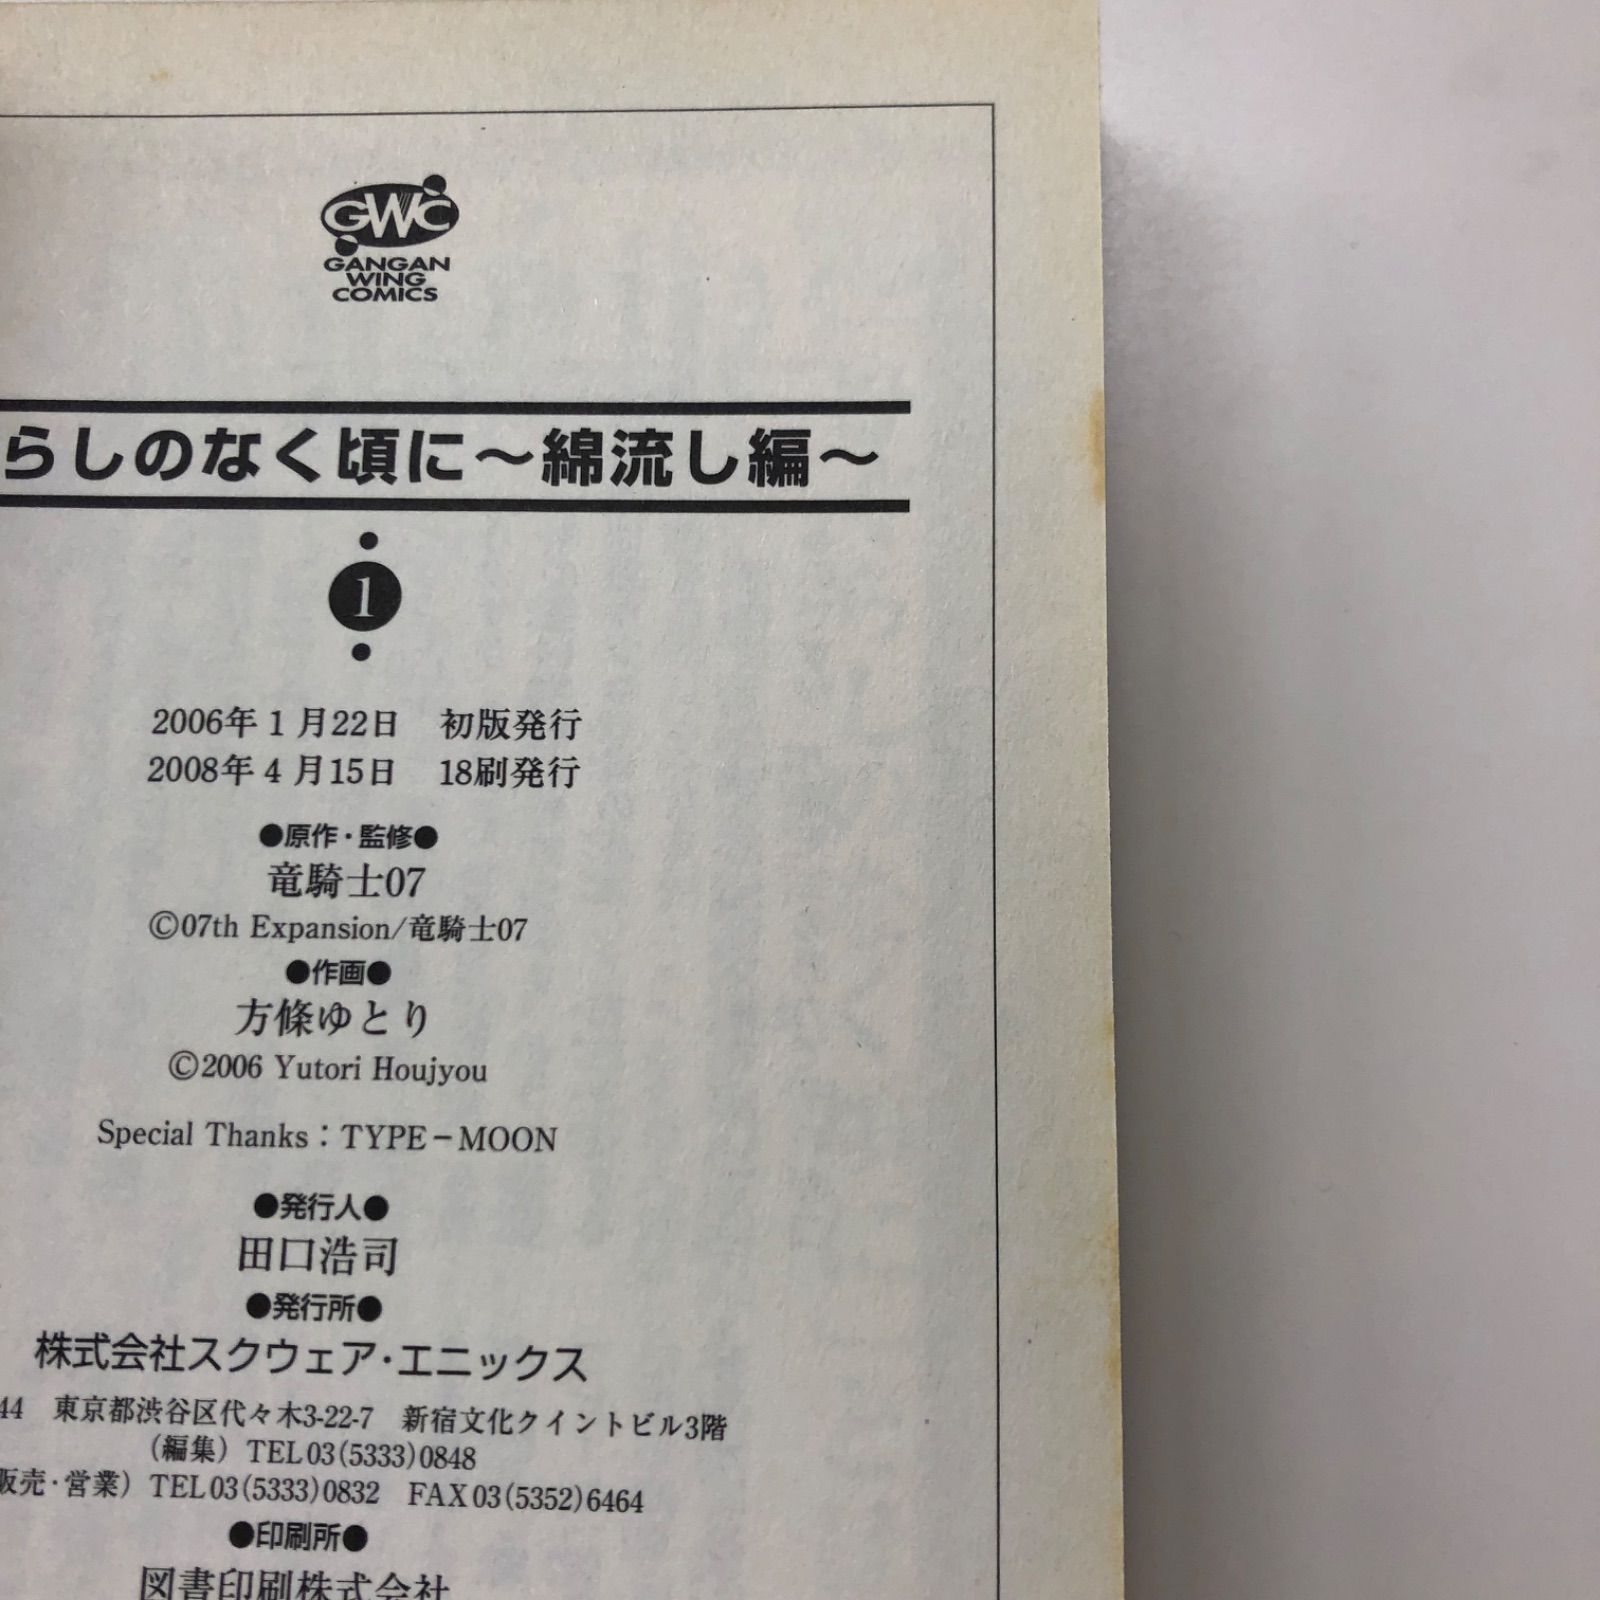 GWC
GANGAN
WING
COMICS
らしのなく頃に～綿流し編～
1
2006年1月22日 初版発行
2008年4月15日 18刷発行
●原作・監修●
竜騎士07
©07th Expansion/竜騎士07
●作画●
方條ゆとり
©2006 Yutori Houjyou
Special Thanks：TYPE－MOON
●発行人●
田口浩司
●発行所●
株式会社スクウェア・エニックス
44 東京都渋谷区代々木3-22-7 新宿文化クイントビル3階
（編集）TEL03(5333)0848
販売・営業）TEL03(5333)0832 FAX03(5352)6464
●印刷所●
図書印刷株式会社